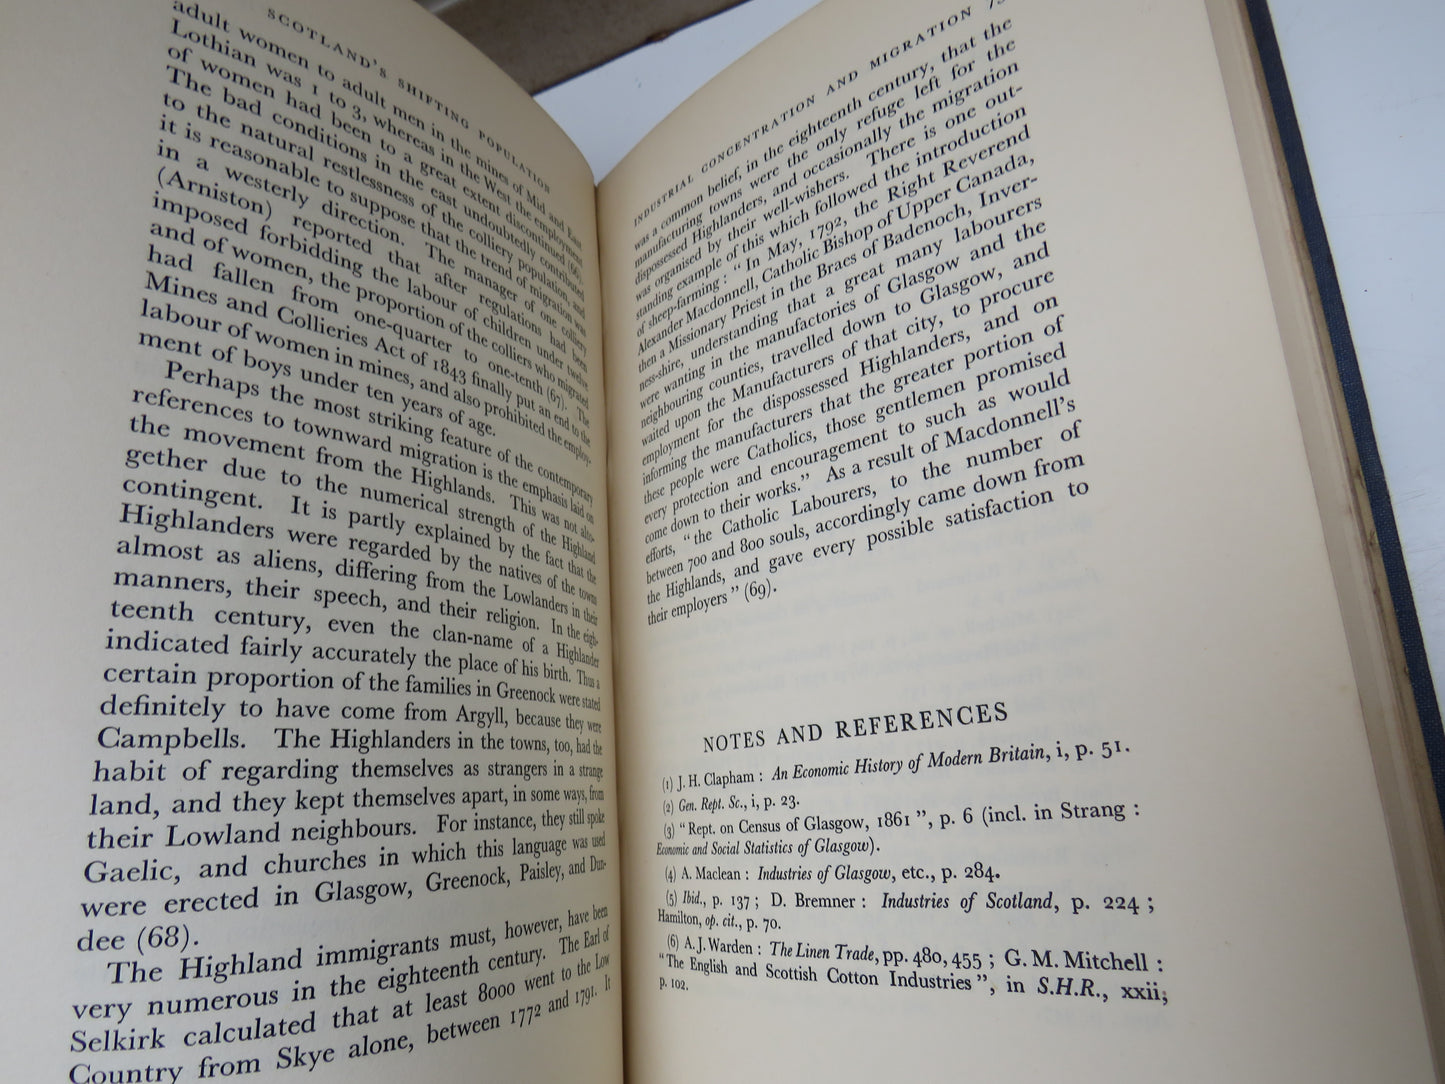 SCOTLAND'S SHIFTING POPULATION
adult women to adult men in the mines of Mid and East
Lothian was 1 to 3, whereas in the West the employment
of women had been to a great extent discontinued (66).
The bad conditions in the east undoubtedly contributed
to the natural restlessness of the colliery population, and
it is reasonable to suppose that the trend of migration was
in a westerly direction. The manager of one colliery
(Arniston) reported that after regulations had been
imposed forbidding the labour of children under twelve
and of women, the proportion of the colliers who migrated
had fallen from one-quarter to one-tenth (67). The
Mines and Collieries Act of 1843 finally put an end to the
labour of women in mines, and also prohibited the employ-
ment of boys under ten years of age.
Perhaps the most striking feature of the contemporary
references to townward migration is the emphasis laid on
the movement from the Highlands. This was not alto-
gether due to the numerical strength of the Highland
contingent. It is partly explained by the fact that the
Highlanders were regarded by the natives of the towns
almost as aliens, differing from the Lowlanders in their
manners, their speech, and their religion. In the eigh-
teenth century, even the clan-name of a Highlander
indicated fairly accurately the place of his birth. Thus a
certain proportion of the families in Greenock were stated
definitely to have come from Argyll, because they were
Campbells. The Highlanders in the towns, too, had the
habit of regarding themselves as strangers in a strange
land, and they kept themselves apart, in some ways, from
their Lowland neighbours. For instance, they still spoke
Gaelic, and churches in which this language was used
were erected in Glasgow, Greenock, Paisley, and Dun-
dee (68).
The Highland immigrants must, however, have been
very numerous in the eighteenth century. The Earl of
Selkirk calculated that at least 8000 went to the Low
Country from Skye alone, between 1772 and 1791. It
INDUSTRIAL CONCENTRATION AND MIGRATION
was a common belief, in the eighteenth century, that the
manufacturing towns were the only refuge left for the
dispossessed Highlanders, and occasionally the migration
was organised by their well-wishers. There is one out-
standing example of this which followed the introduction
of sheep-farming: "In May, 1792, the Right Reverend
Alexander Macdonnell, Catholic Bishop of Upper Canada,
then a Missionary Priest in the Braes of Badenoch, Inver-
ness-shire, understanding that a great many labourers
were wanting in the manufactories of Glasgow and the
neighbouring counties, travelled down to Glasgow, and
waited upon the Manufacturers of that city, to procure
employment for the dispossessed Highlanders, and on
informing the manufacturers that the greater portion of
these people were Catholics, those gentlemen promised
every protection and encouragement to such as would
come down to their works." As a result of Macdonnell's
efforts, "the Catholic Labourers, to the number of
between 700 and 800 souls, accordingly came down from
the Highlands, and gave every possible satisfaction to
their employers" (69).
NOTES AND REFERENCES
(1) J. H. Clapham: An Economic History of Modern Britain, i, p. 51.
(2) Gen. Rept. Sc., i, p. 23.
(3) "Rept. on Census of Glasgow, 1861", p. 6 (incl. in Strang:
Economic and Social Statistics of Glasgow).
(4) A. Maclean: Industries of Glasgow, etc., p. 284.
(5) Ibid., p. 137; D. Bremner: Industries of Scotland, p. 224;
Hamilton, op. cit., p. 70.
(6) A. J. Warden: The Linen Trade, pp. 480, 455; G. M. Mitchell:
"The English and Scottish Cotton Industries", in S.H.R., xxii,
p. 102.